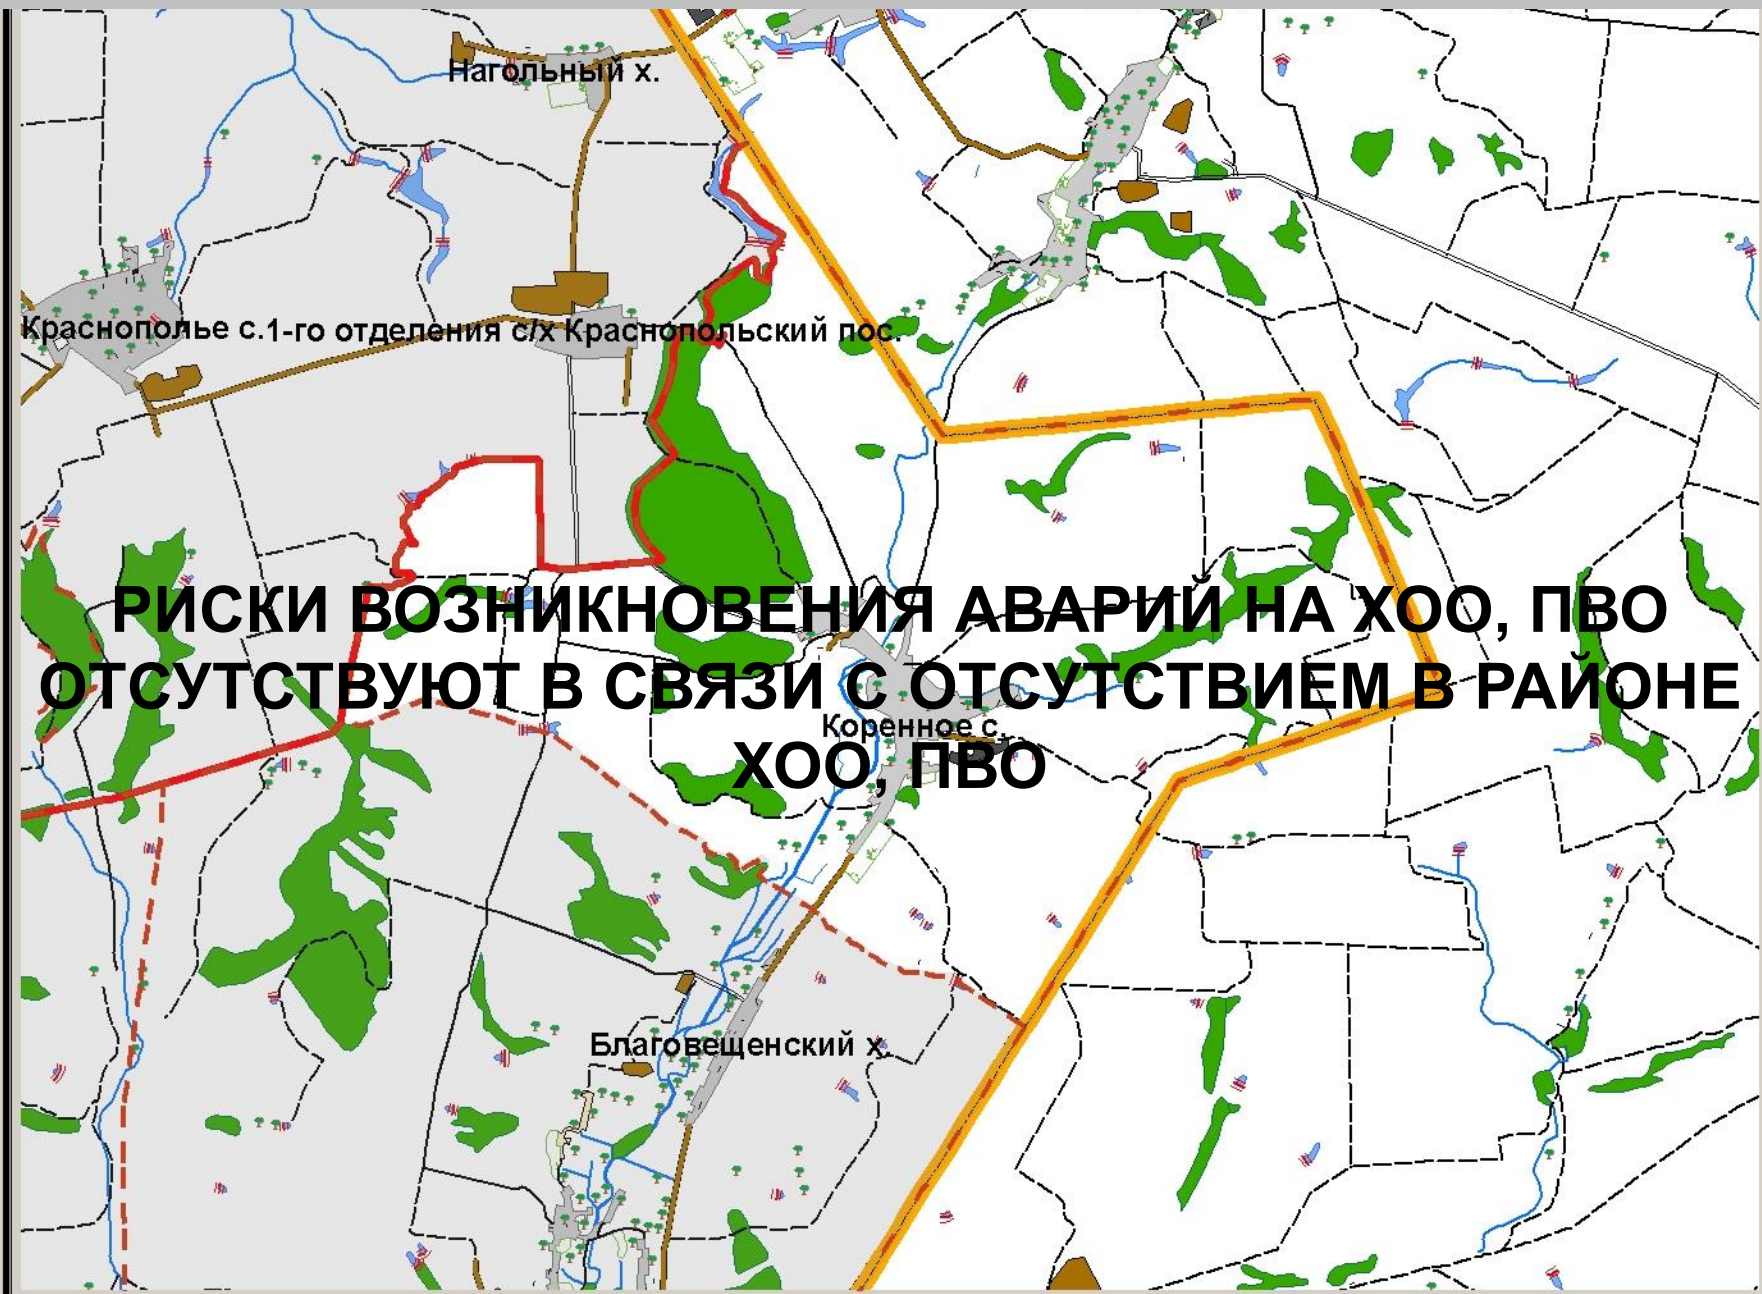 Нагольный х.
Краснополье с.1-го отделения с/х Краснопольский пос.
РИСКИ ВОЗНИКНОВЕНИЯ АВАРИЙ НА ХОО, ПВО
ОТСУТСТВУЮТ В СВЯЗИ С ОТСУТСТВИЕМ В РАЙОНЕ
Коренное с.
ХОО, ПВО
Благовещенский х.